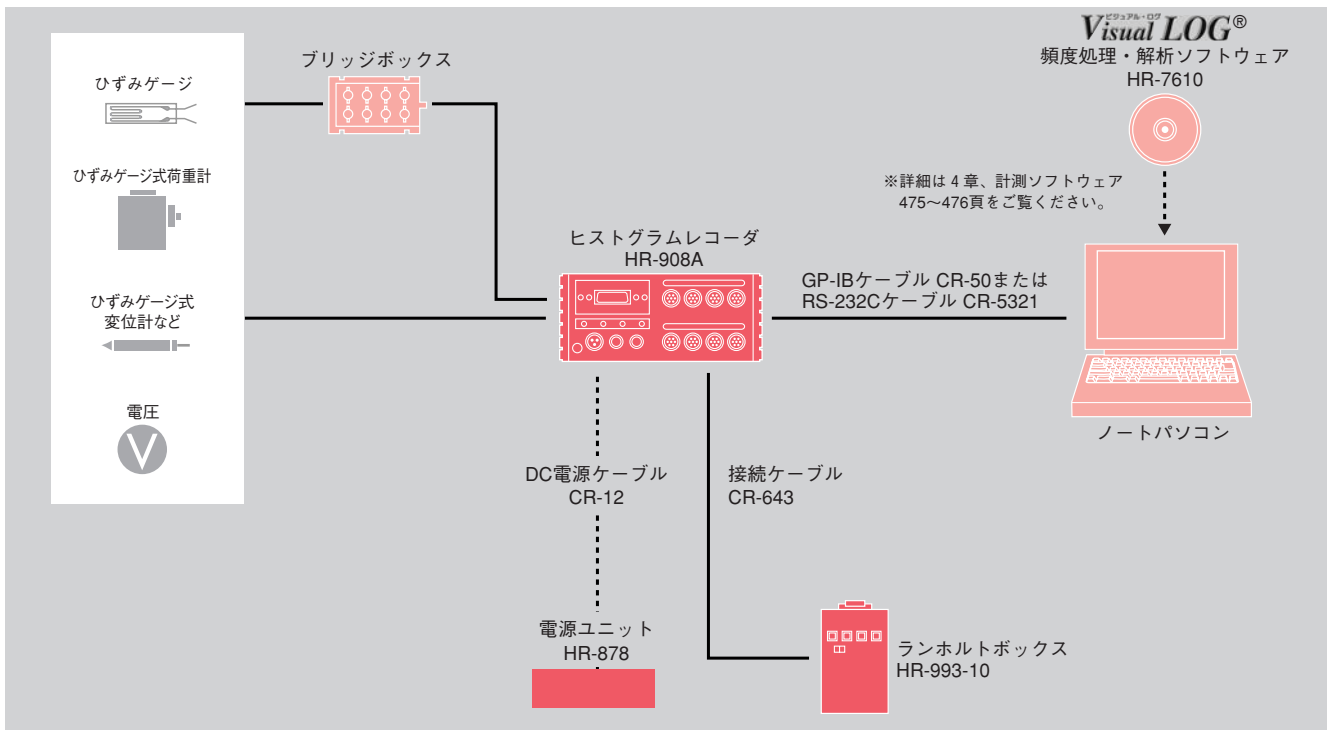 ひずみゲージ
ひずみゲージ式荷重計
ひずみゲージ式
変位計など
電圧
V
ブリッジボックス
ヒストグラムレコーダ
HR-908A
ビジュアル・ログ
Visual LOG®
頻度処理・解析ソフトウェア
HR-7610
※詳細は4章、計測ソフトウェア
475〜476頁をご覧ください。
GP-IBケーブル CR-50または
RS-232Cケーブル CR-5321
ノートパソコン
DC電源ケーブル
CR-12
接続ケーブル
CR-643
電源ユニット
HR-878
ランホルトボックス
HR-993-10